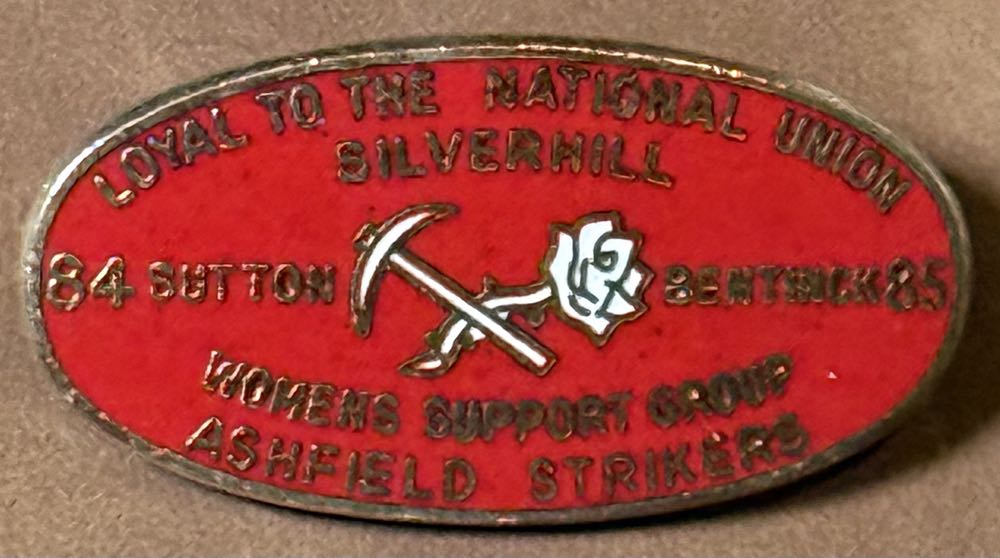 LOYAL TO THE NATIONAL UNION
SILVERHILL
84 SUTTON BENTINCK 85
WOMENS SUPPORT GROUP
ASHFIELD STRIKERS